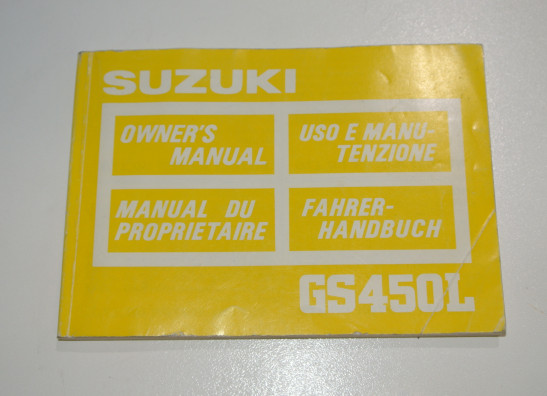 SUZUKI
OWNER'S
MANUAL
USO E MANU-
TENZIONE
MANUAL DU
PROPRIETAIRE
FAHRER-
HANDBUCH
GS450L